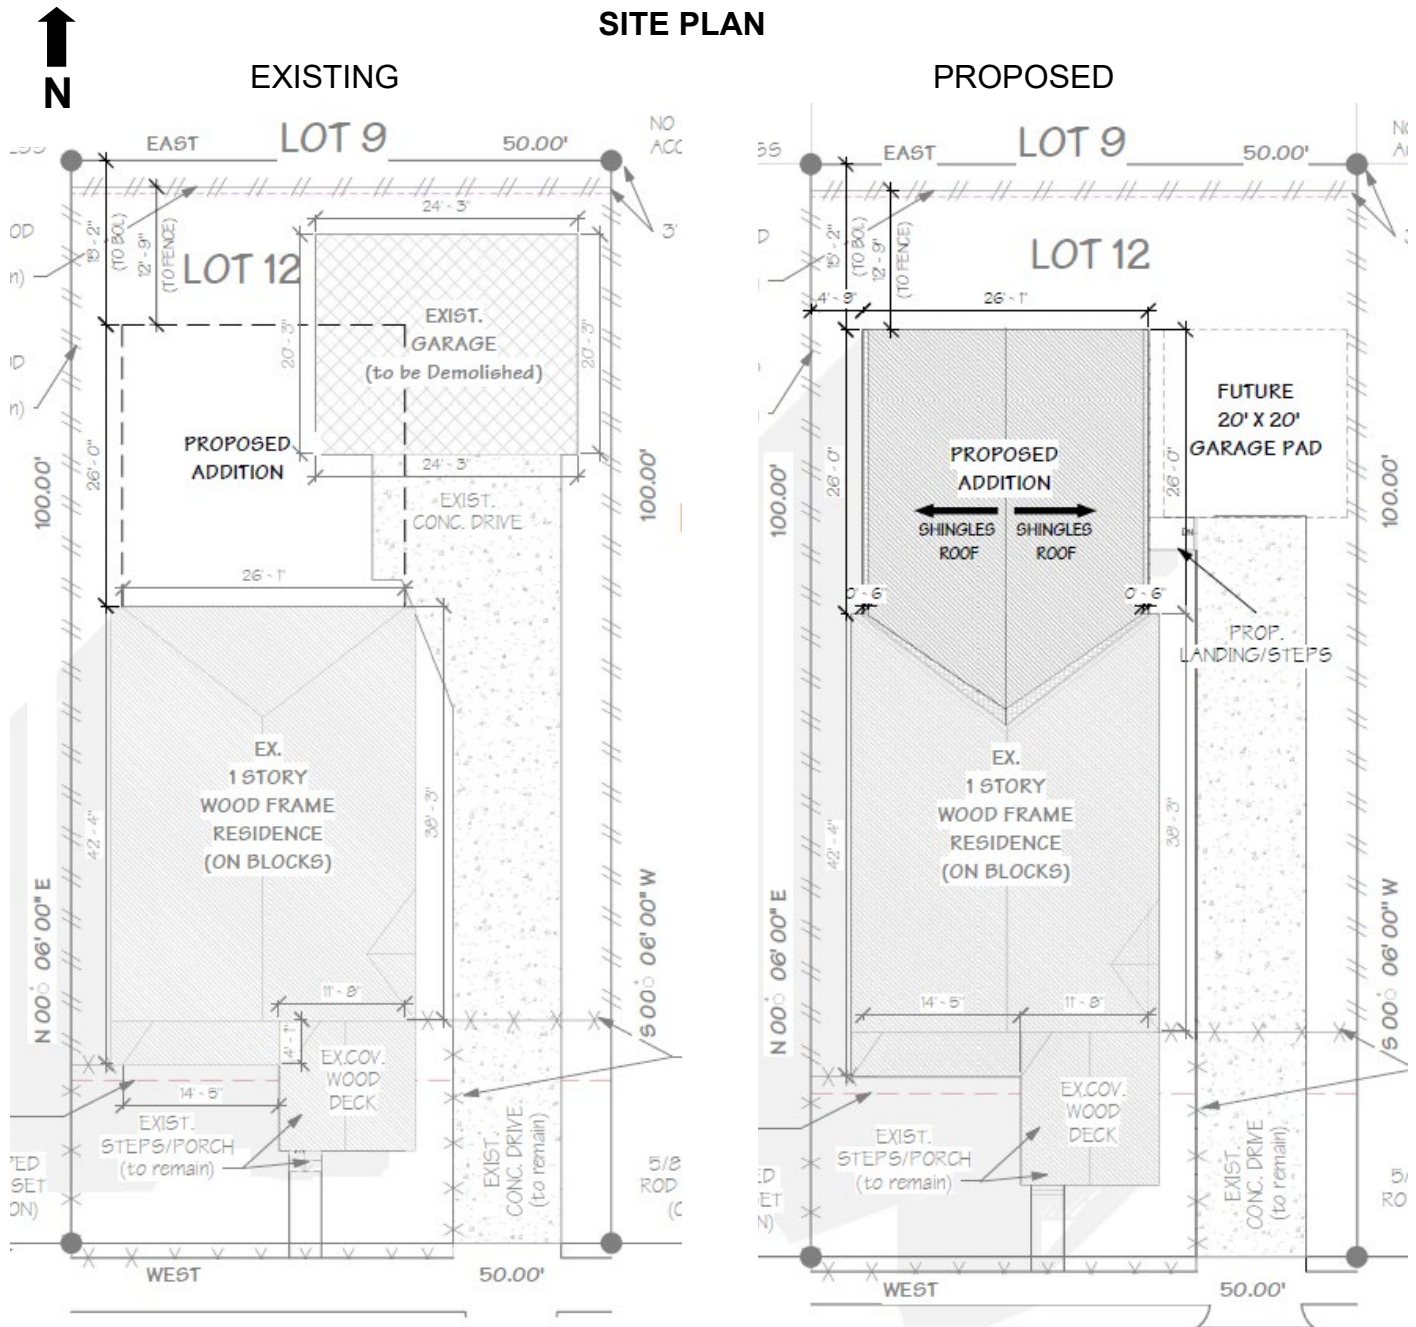 SITE PLAN
N
EXISTING
PROPOSED
LOT 9
EAST
50.00'
NO
15'-2"
(TO BOL)
12'-9"
(TO FENCE)
LOT 12
24'-3"
20'-3"
20'-3"
EXIST.
GARAGE
(to be Demolished)
24'-3"
PROPOSED
ADDITION
26'-0"
100.00'
100.00'
EXIST.
CONC. DRIVE
26'-1"
EX.
1 STORY
WOOD FRAME
RESIDENCE
(ON BLOCKS)
42'-4"
38'-3"
N 00° 06' 00" E
S 00° 06' 00" W
11'-8"
4'-1"
EX.COV.
WOOD
DECK
14'-5"
EXIST.
STEPS/PORCH
(to remain)
EXIST.
CONC. DRIVE
(to remain)
5/8
ROD
WEST
50.00'
LOT 9
EAST
50.00'
15'-2"
(TO BOL)
12'-9"
(TO FENCE)
LOT 12
4'-9"
26'-1"
FUTURE
20' X 20'
GARAGE PAD
PROPOSED
ADDITION
SHINGLES
ROOF
SHINGLES
ROOF
26'-0"
26'-0"
100.00'
100.00'
DN
0'-6"
0'-6"
PROP.
LANDING/STEPS
EX.
1 STORY
WOOD FRAME
RESIDENCE
(ON BLOCKS)
42'-4"
38'-3"
N 00° 06' 00" E
S 00° 06' 00" W
14'-5"
11'-8"
EX.COV.
WOOD
DECK
EXIST.
STEPS/PORCH
(to remain)
EXIST.
CONC. DRIVE
(to remain)
WEST
50.00'